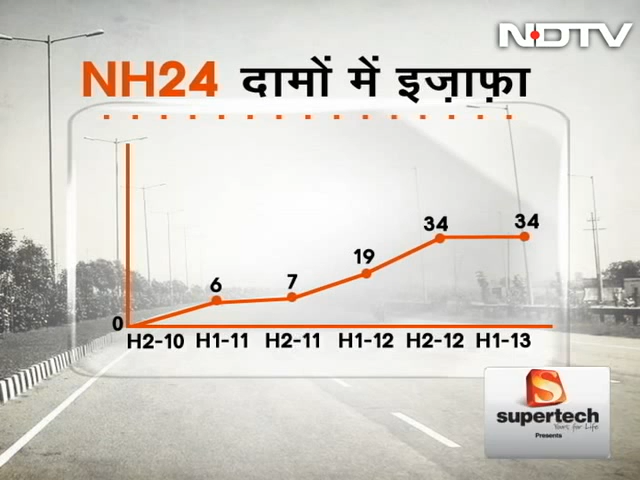 NDTV
NH24 दामों में इज़ाफ़ा
34 34
19
6 7
0
H2-10 H1-11 H2-11 H1-12 H2-12 H1-13
S
supertech
Yours for Life
Presents